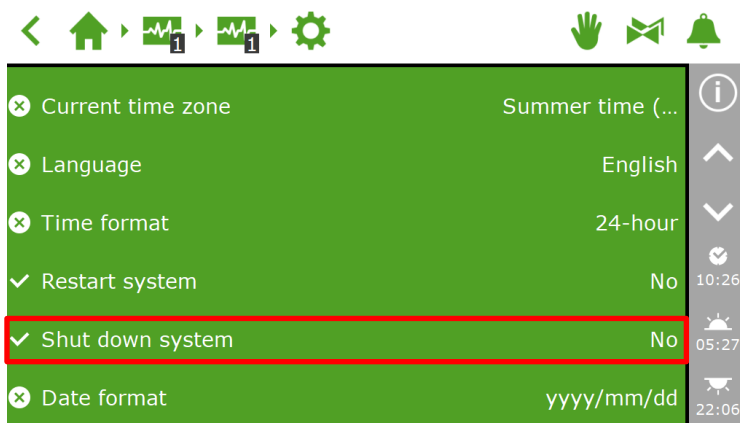 1
1
Current time zone Summer time (...
Language English
Time format 24-hour
Restart system No
10:26
Shut down system No
05:27
Date format yyyy/mm/dd
22:06